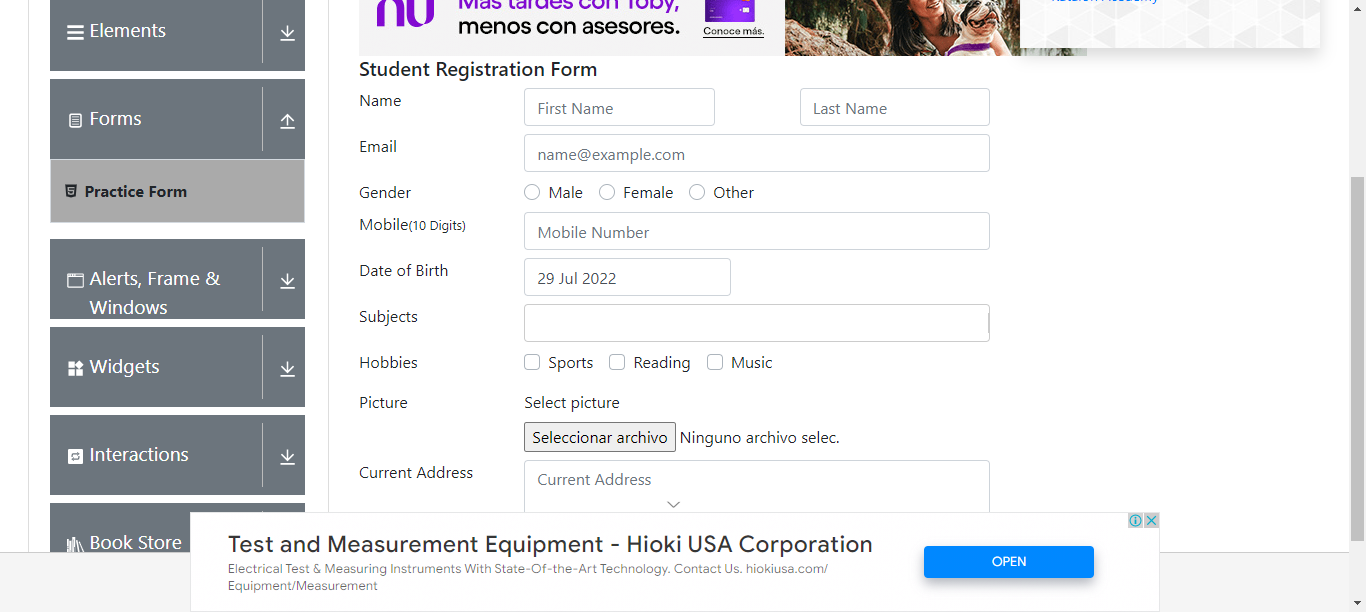 Elements
Forms
Practice Form
Alerts, Frame &
Windows
Widgets
Interactions
Book Store
nu
Más tardes con Toby,
menos con asesores.
Conoce más.
Katalon Academy
Student Registration Form
Name
First Name
Last Name
Email
name@example.com
Gender
Male
Female
Other
Mobile(10 Digits)
Mobile Number
Date of Birth
29 Jul 2022
Subjects
Hobbies
Sports
Reading
Music
Picture
Select picture
Seleccionar archivo
Ninguno archivo selec.
Current Address
Current Address
Test and Measurement Equipment - Hioki USA Corporation
Electrical Test & Measuring Instruments With State-Of-the-Art Technology. Contact Us. hiokiusa.com/
Equipment/Measurement
OPEN